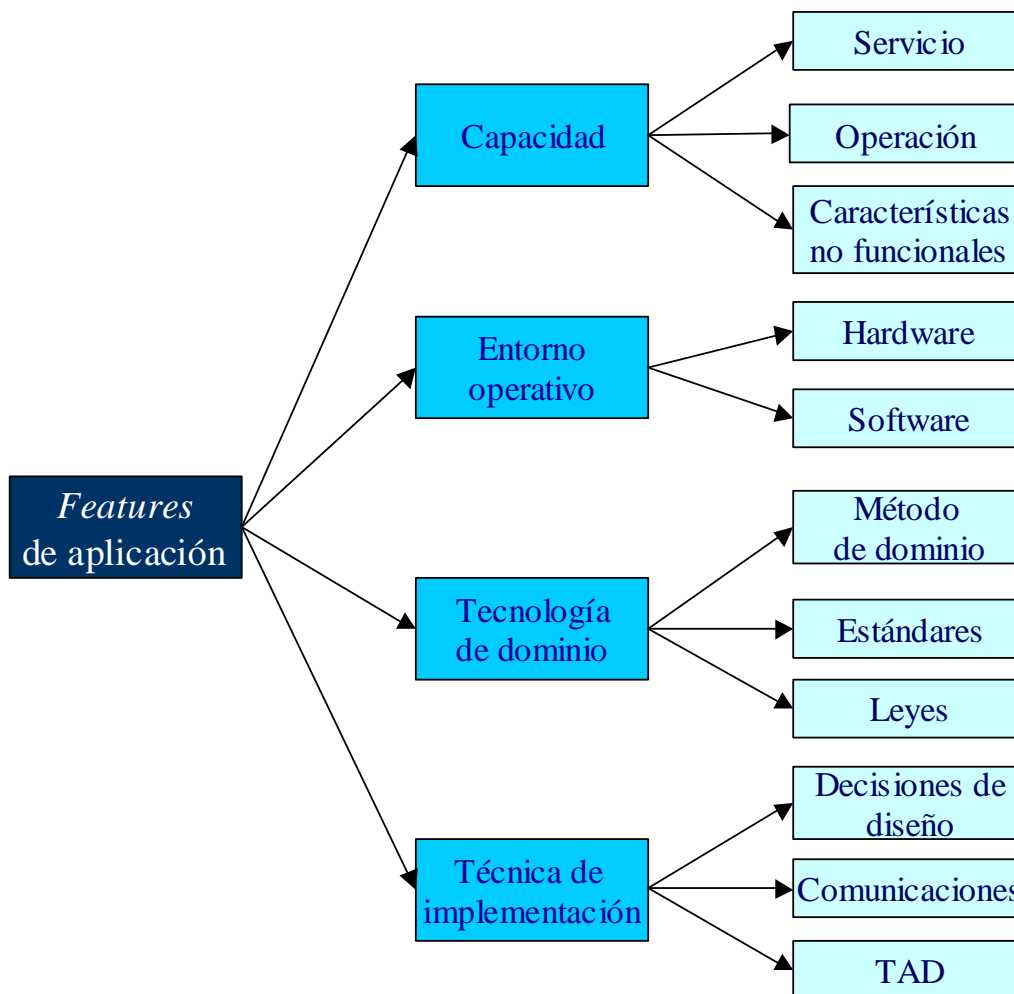 Features
de aplicación
Capacidad
Servicio
Operación
Características
no funcionales
Entorno
operativo
Hardware
Software
Tecnología
de dominio
Método
de dominio
Estándares
Leyes
Técnica de
implementación
Decisiones de
diseño
Comunicaciones
TAD